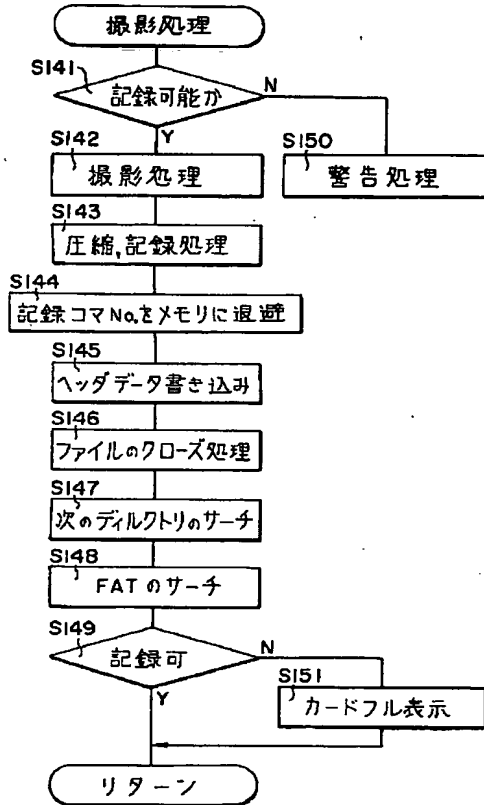 撮影処理
S141
記録可能か
N
Y
S142
撮影処理
S150
警告処理
S143
圧縮,記録処理
S144
記録コマNo.をメモリに退避
S145
ヘッダデータ書き込み
S146
ファイルのクローズ処理
S147
次のディルクトリのサーチ
S148
FATのサーチ
S149
記録可
N
Y
S151
カードフル表示
リターン